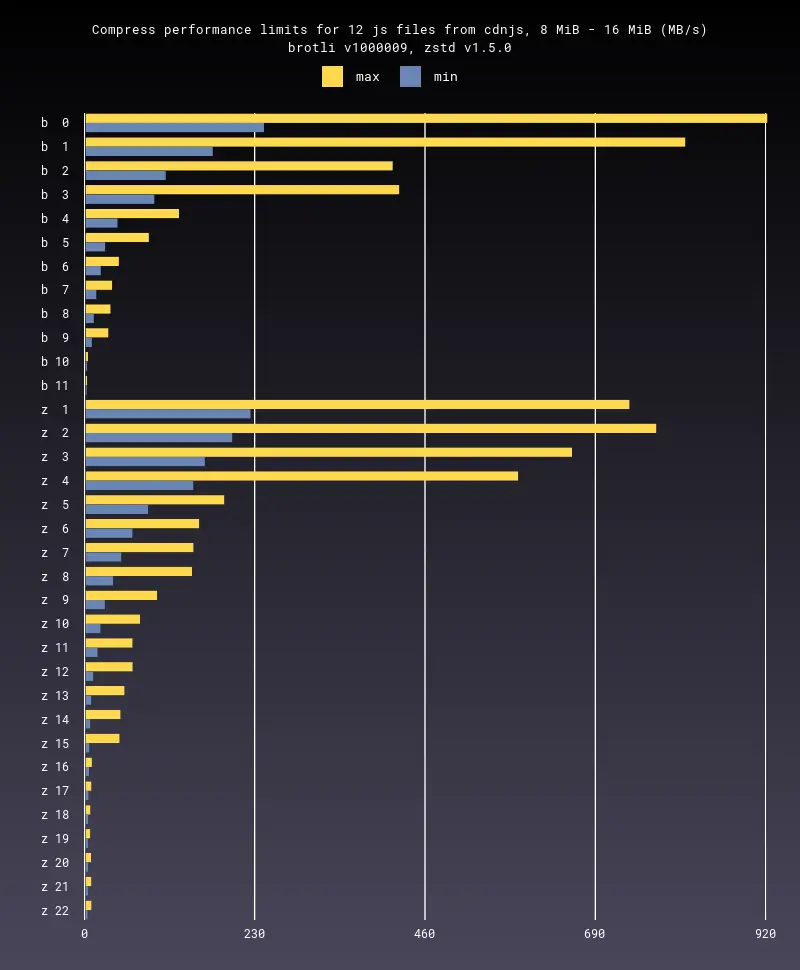 Compress performance limits for 12 js files from cdnjs, 8 MiB - 16 MiB (MB/s)
brotli v1000009, zstd v1.5.0
max min
b 0
b 1
b 2
b 3
b 4
b 5
b 6
b 7
b 8
b 9
b 10
b 11
z 1
z 2
z 3
z 4
z 5
z 6
z 7
z 8
z 9
z 10
z 11
z 12
z 13
z 14
z 15
z 16
z 17
z 18
z 19
z 20
z 21
z 22
0 230 460 690 920